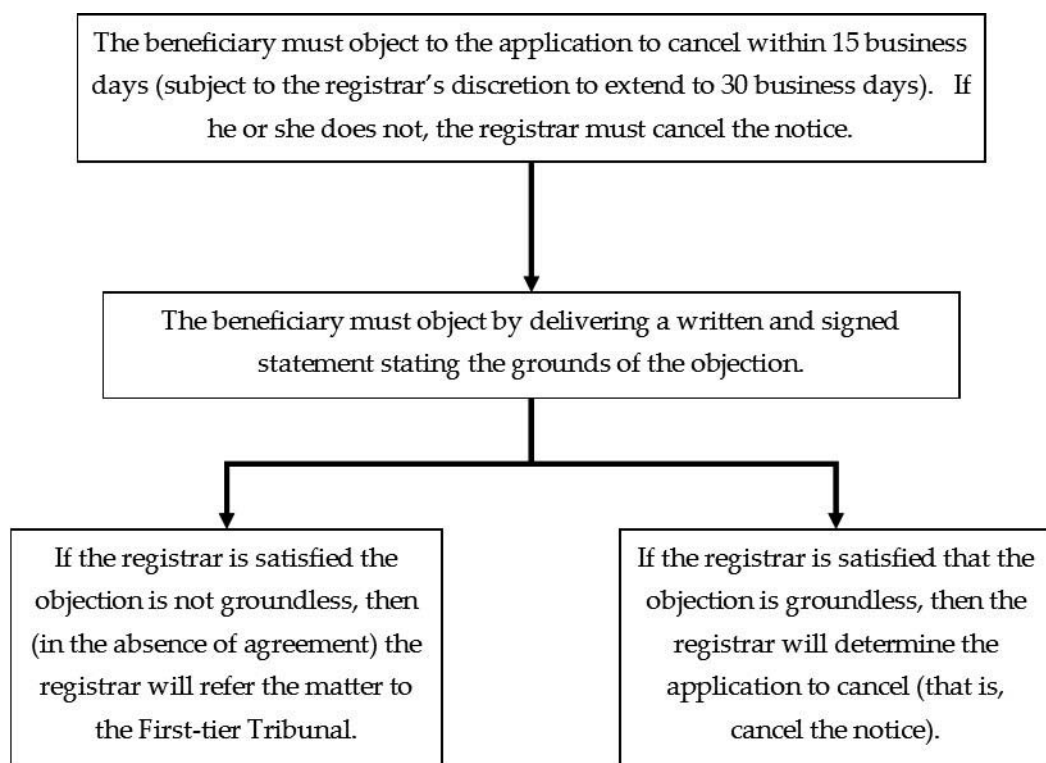 The beneficiary must object to the application to cancel within 15 business
days (subject to the registrar’s discretion to extend to 30 business days). If
he or she does not, the registrar must cancel the notice.
The beneficiary must object by delivering a written and signed
statement stating the grounds of the objection.
If the registrar is satisfied the
objection is not groundless, then
(in the absence of agreement) the
registrar will refer the matter to
the First-tier Tribunal.
If the registrar is satisfied that the
objection is groundless, then the
registrar will determine the
application to cancel (that is,
cancel the notice).